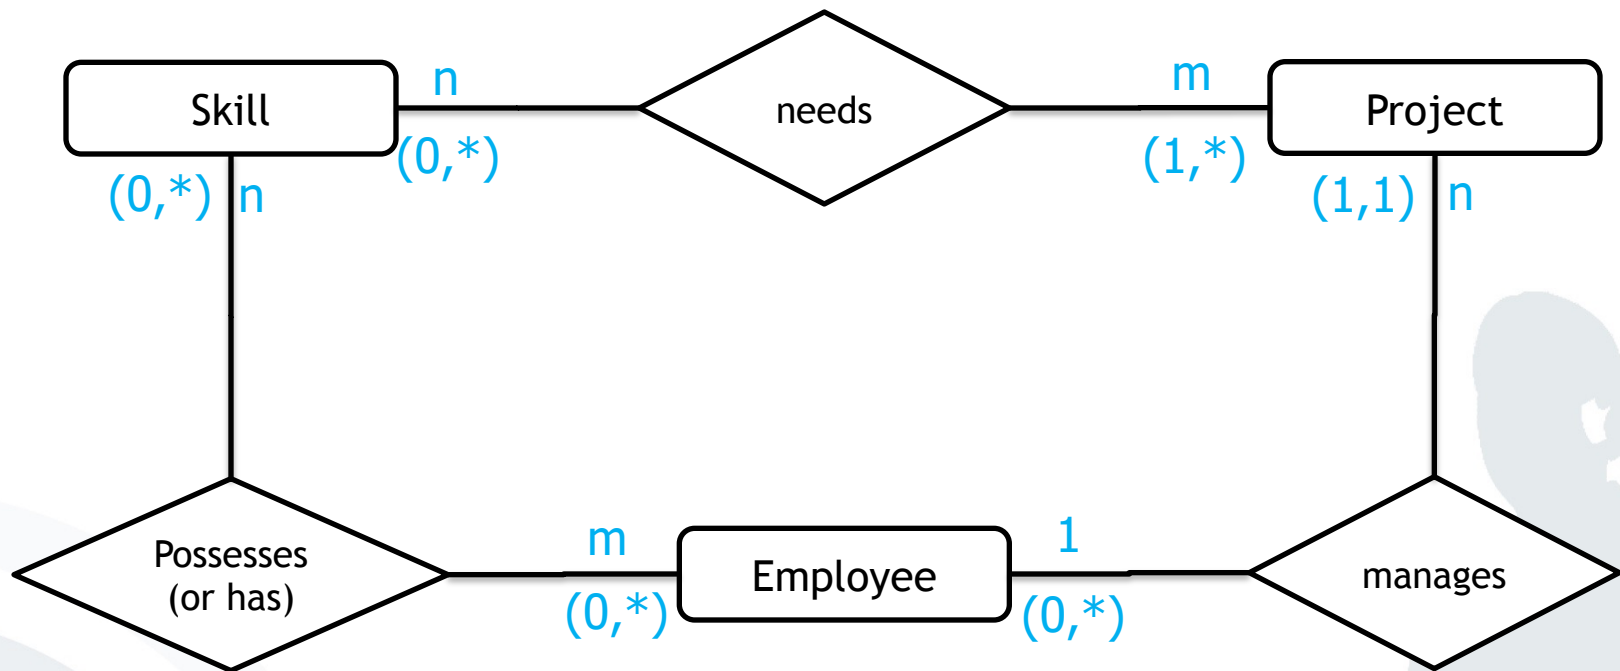 Skill
n
(0,*)
needs
m
(1,*)
Project
(0,*) n
(1,1) n
Possesses
(or has)
m
(0,*)
Employee
1
(0,*)
manages